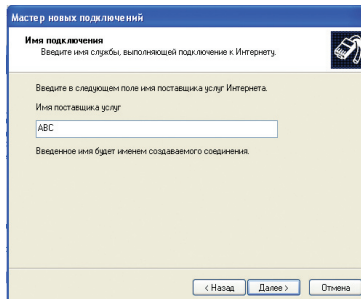 Мастер новых подключений
Имя подключения
Введите имя службы, выполняющей подключение к Интернету.
Введите в следующем поле имя поставщика услуг Интернета.
Имя поставщика услуг
ABC
Введенное имя будет именем создаваемого соединения.
< Назад Далее > Отмена